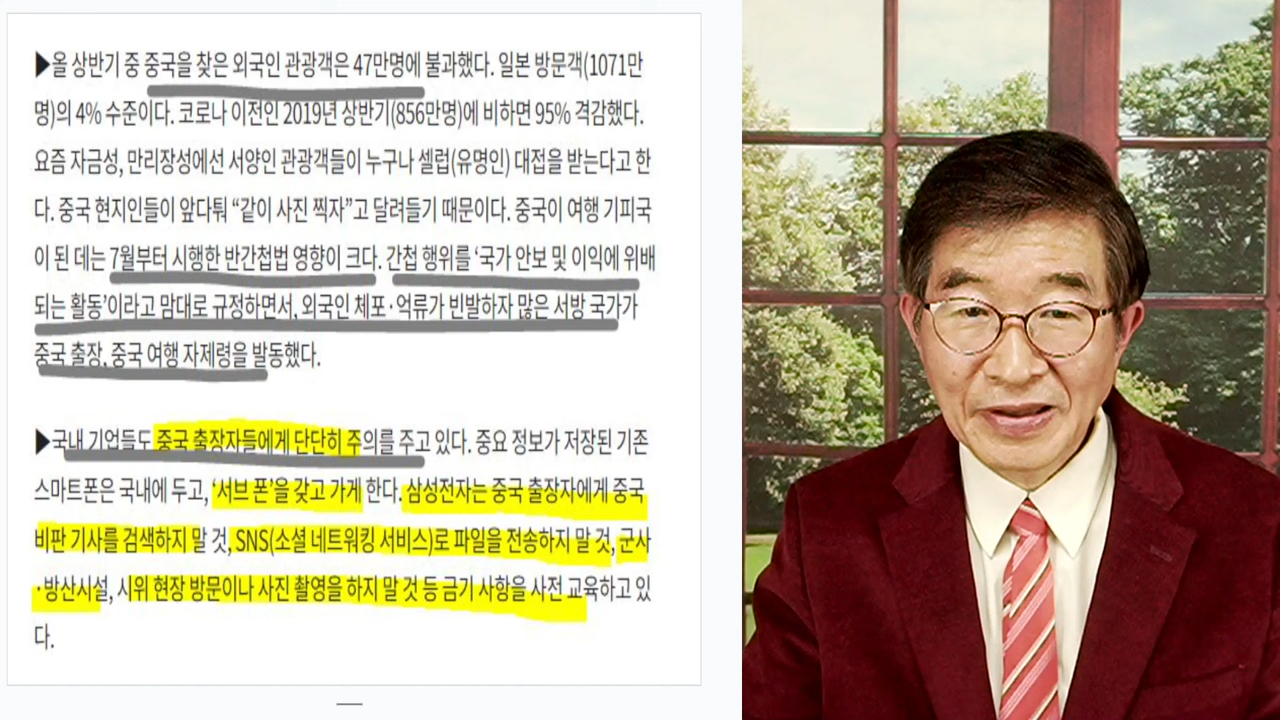 ▶올 상반기 중 중국을 찾은 외국인 관광객은 47만명에 불과했다. 일본 방문객(1071만
명)의 4% 수준이다. 코로나 이전인 2019년 상반기(856만명)에 비하면 95% 격감했다.
요즘 자금성, 만리장성에선 서양인 관광객들이 누구나 셀럽(유명인) 대접을 받는다고 한
다. 중국 현지인들이 앞다퉈 “같이 사진 찍자”고 달려들기 때문이다. 중국이 여행 기피국
이 된 데는 7월부터 시행한 반간첩법 영향이 크다. 간첩 행위를 ‘국가 안보 및 이익에 위배
되는 활동’이라고 맘대로 규정하면서, 외국인 체포·억류가 빈발하자 많은 서방 국가가
중국 출장, 중국 여행 자제령을 발동했다.
▶국내 기업들도 중국 출장자들에게 단단히 주의를 주고 있다. 중요 정보가 저장된 기존
스마트폰은 국내에 두고, ‘서브 폰’을 갖고 가게 한다. 삼성전자는 중국 출장자에게 중국
비판 기사를 검색하지 말 것, SNS(소셜 네트워킹 서비스)로 파일을 전송하지 말 것, 군사
·방산시설, 시위 현장 방문이나 사진 촬영을 하지 말 것 등 금기 사항을 사전 교육하고 있
다.